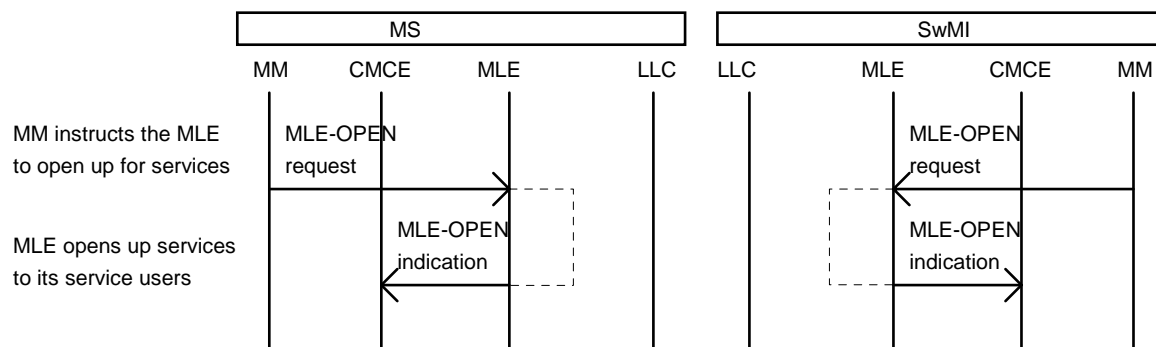 MS SwMI
MM CMCE MLE LLC LLC MLE CMCE MM
MM instructs the MLE
to open up for services
MLE-OPEN
request
MLE-OPEN
request
MLE opens up services
to its service users
MLE-OPEN
indication
MLE-OPEN
indication